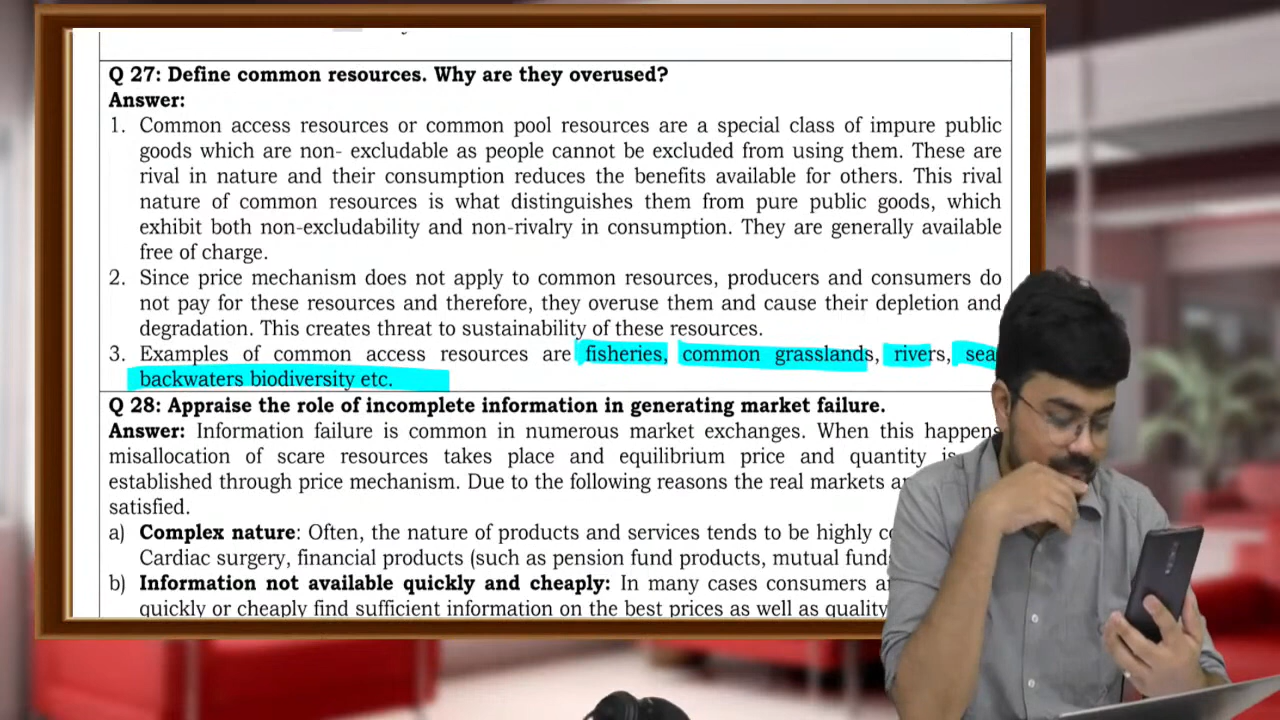 Q 27: Define common resources. Why are they overused?
Answer:
1. Common access resources or common pool resources are a special class of impure public
goods which are non- excludable as people cannot be excluded from using them. These are
rival in nature and their consumption reduces the benefits available for others. This rival
nature of common resources is what distinguishes them from pure public goods, which
exhibit both non-excludability and non-rivalry in consumption. They are generally available
free of charge.
2. Since price mechanism does not apply to common resources, producers and consumers do
not pay for these resources and therefore, they overuse them and cause their depletion and
degradation. This creates threat to sustainability of these resources.
3. Examples of common access resources are fisheries, common grasslands, rivers, sea
backwaters biodiversity etc.
Q 28: Appraise the role of incomplete information in generating market failure.
Answer: Information failure is common in numerous market exchanges. When this happens
misallocation of scare resources takes place and equilibrium price and quantity is
established through price mechanism. Due to the following reasons the real markets
satisfied.
a) Complex nature: Often, the nature of products and services tends to be highly
Cardiac surgery, financial products (such as pension fund products, mutual fund
b) Information not available quickly and cheaply: In many cases consumers
quickly or cheaply find sufficient information on the best prices as well as quality